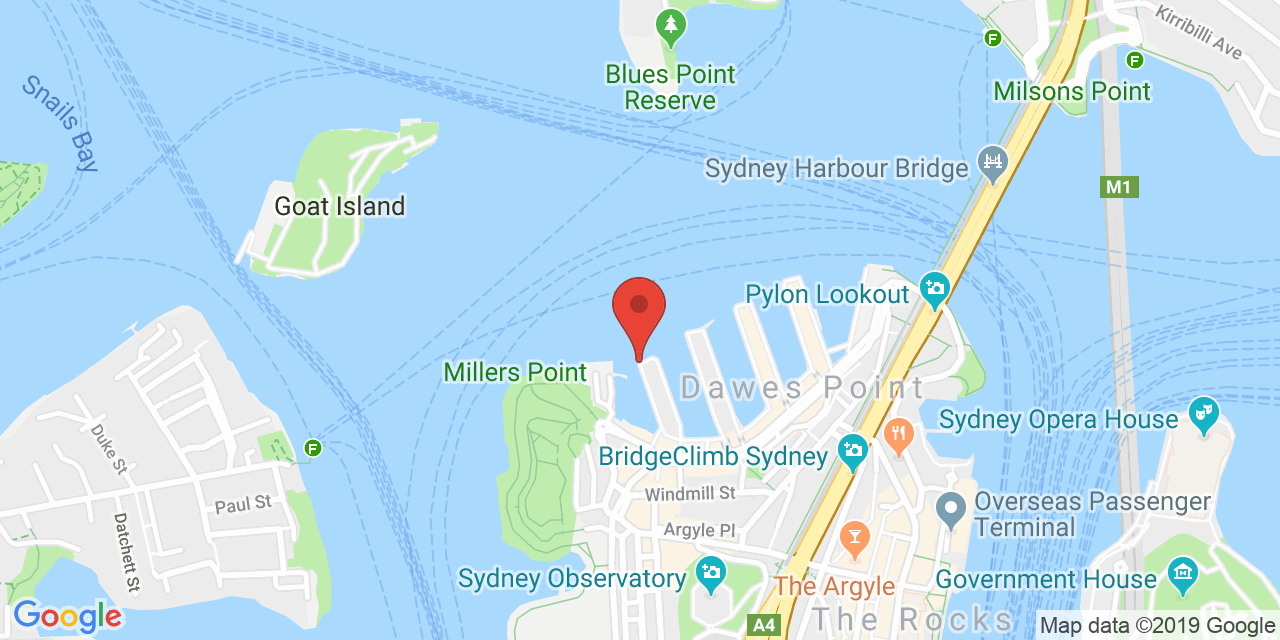 Kirribilli Ave
F
F
Blues Point
Reserve
Milsons Point
Snails Bay
Sydney Harbour Bridge
M1
Goat Island
Pylon Lookout
Millers Point
Dawes Point
Sydney Opera House
Duke St
F
BridgeClimb Sydney
Windmill St
Paul St
Overseas Passenger
Terminal
Argyle Pl
Datchett St
Sydney Observatory
The Argyle
Government House
The Rocks
Google
A4
Map data ©2019 Google